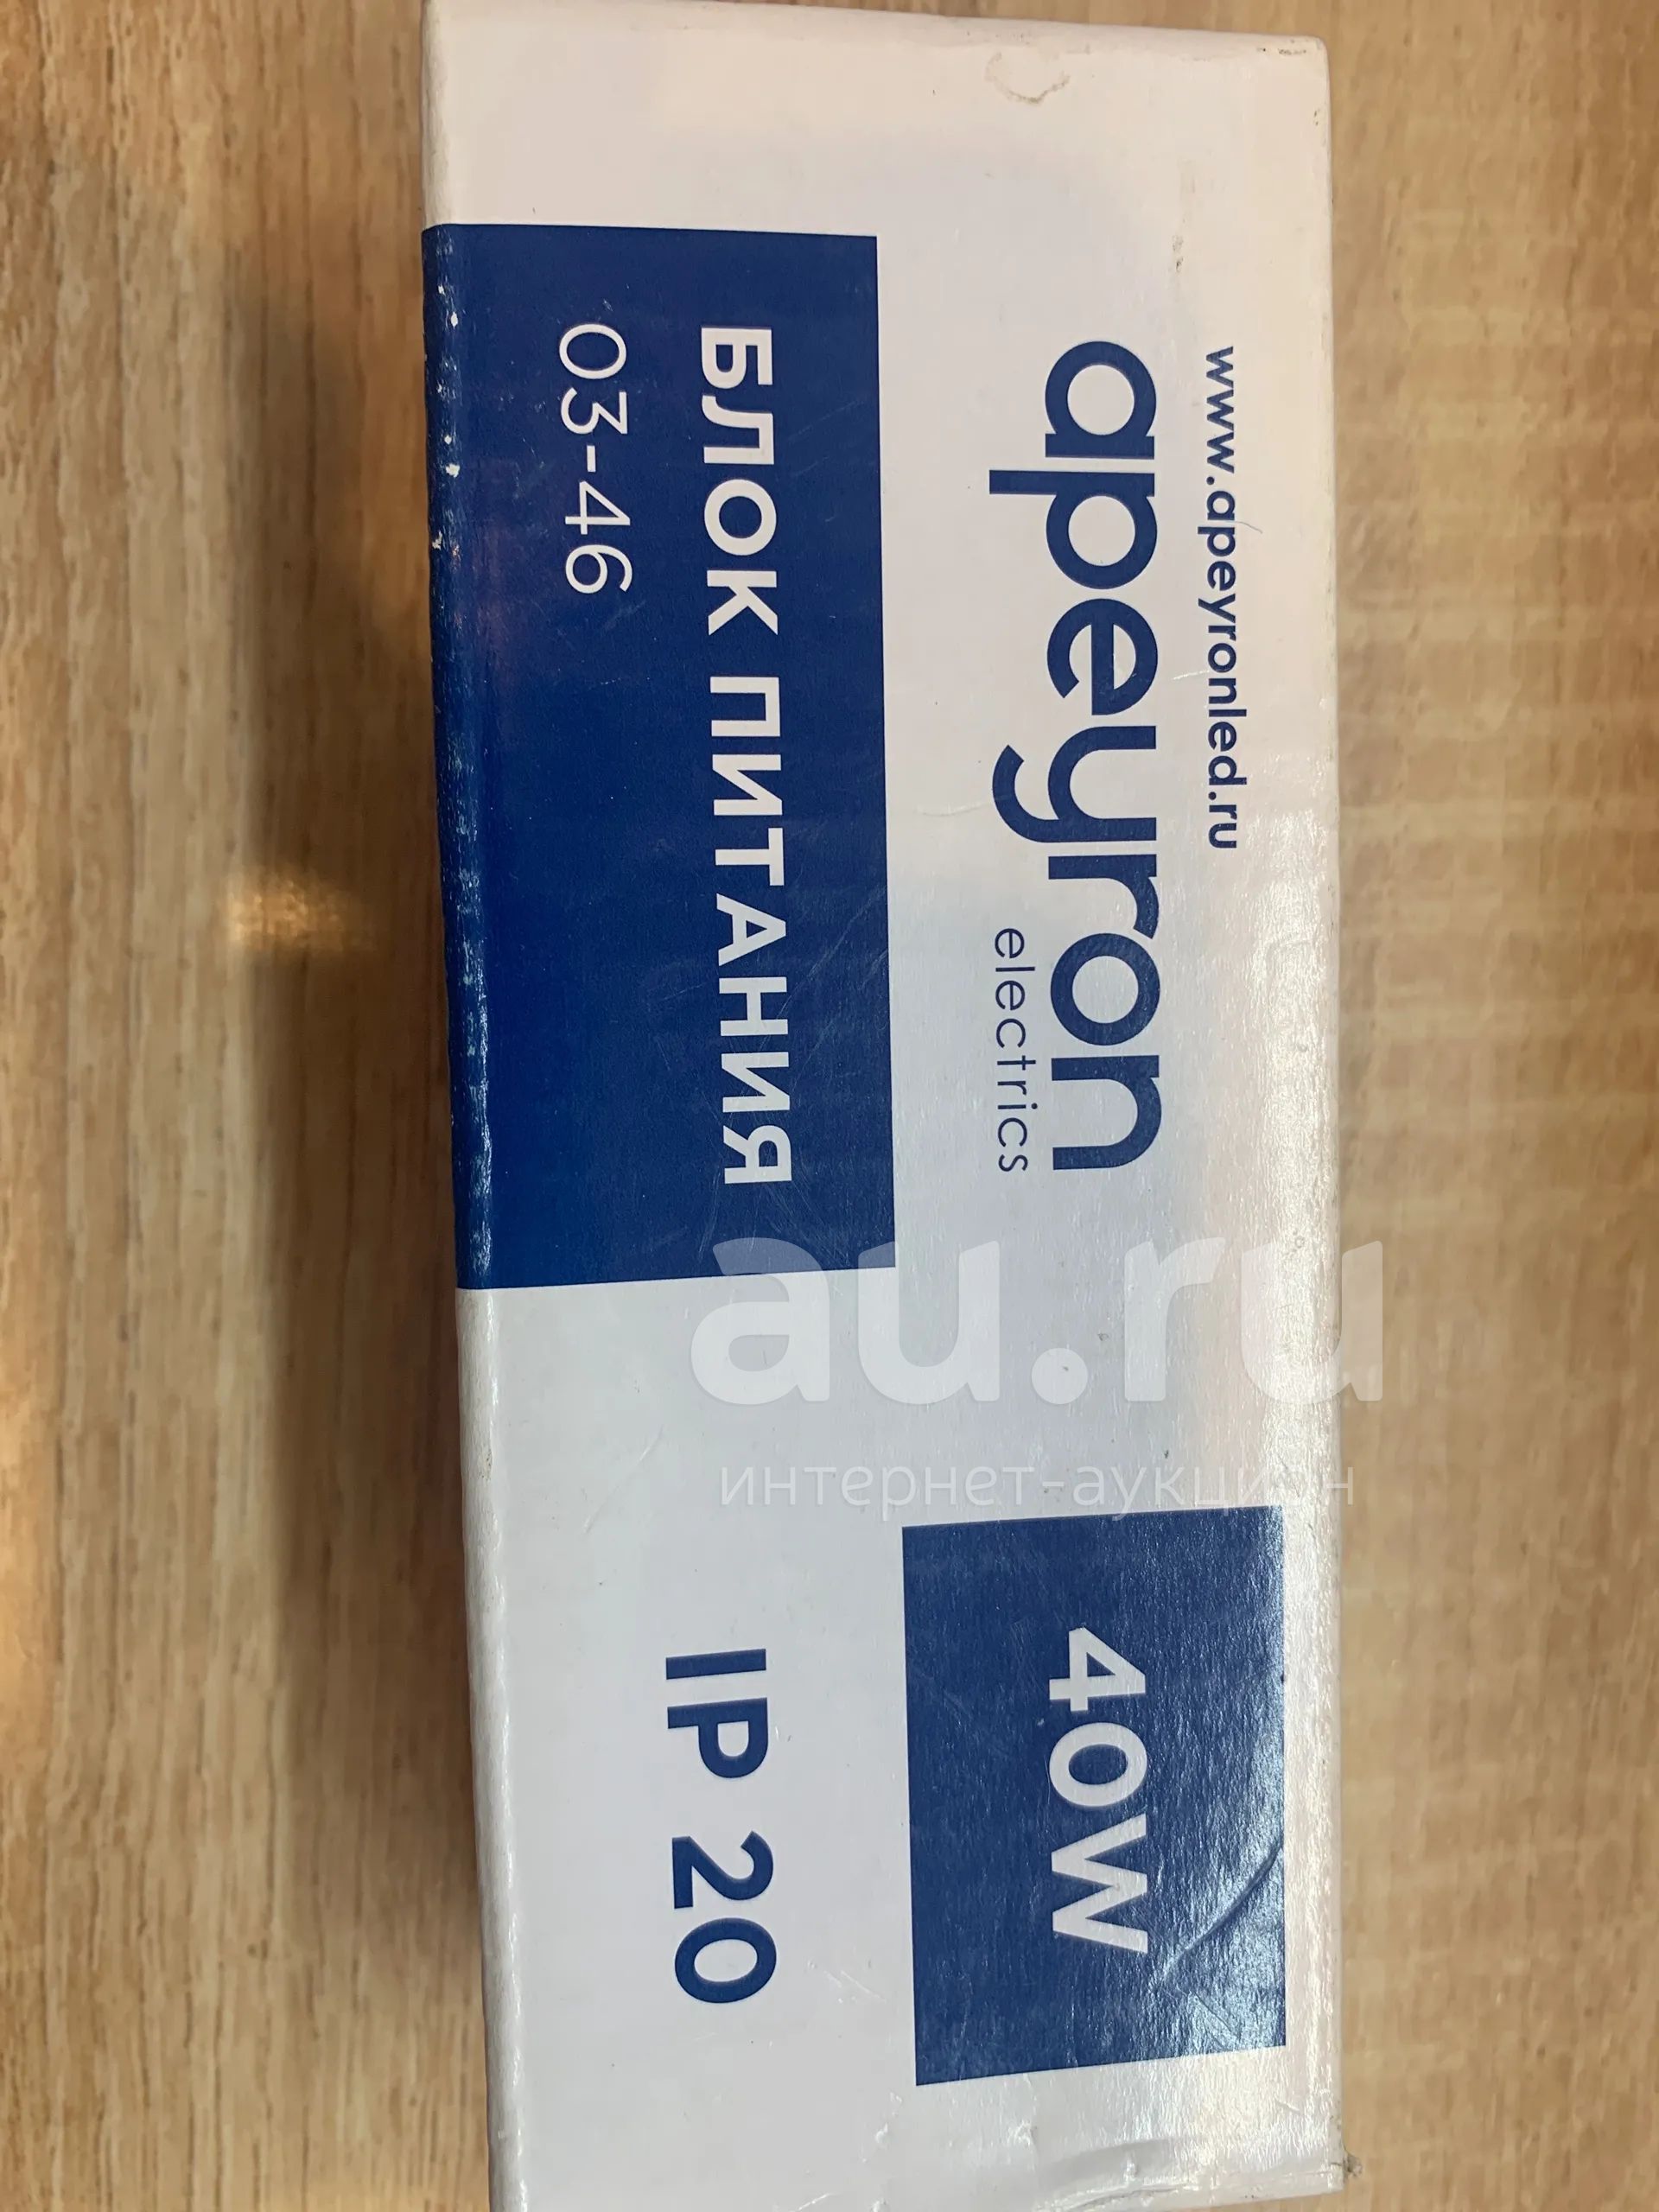 www.apeyronled.ru
apeyron
electrics
БЛОК ПИТАНИЯ
03-46
40W
IP 20
au.ru
интернет-аукцион